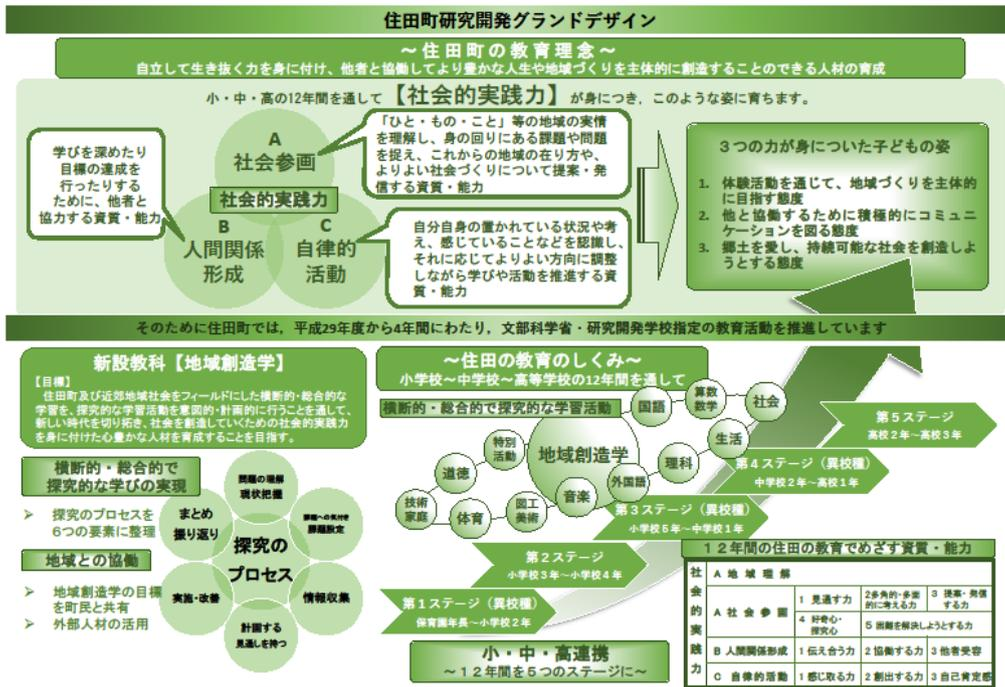 住田町研究開発グランドデザイン
～住田町の教育理念～
自立して生き抜く力を身に付け、他者と協働してより豊かな人生や地域づくりを主体的に創造することのできる人材の育成
小・中・高の12年間を通して【社会的実践力】が身につき、このような姿に育ちます。
学びを深めたり
目標の達成を
行ったりする
ために、他者と
協力する資質・能力
A
社会参画
社会的実践力
B
人間関係
形成
C
自律的
活動
「ひと・もの・こと」等の地域の実情
を理解し、身の回りにある課題や問題
を捉え、これからの地域の在り方や、
よりよい社会づくりについて提案・発
信する資質・能力
自分自身の置かれている状況や考
え、感じていることなどを認識し、
それに応じてよりよい方向に調整
しながら学びや活動を推進する資
質・能力
３つの力が身についた子どもの姿
1. 体験活動を通じて、地域づくりを主体的
に目指す態度
2. 他と協働するために積極的にコミュニ
ケーションを図る態度
3. 郷土を愛し、持続可能な社会を創造しよ
うとする態度
そのために住田町では，平成29年度から4年間にわたり，文部科学省・研究開発学校指定の教育活動を推進しています
新設教科【地域創造学】
【目標】
住田町及び近郊地域社会をフィールドにした横断的・総合的な
学習を、探究的な学習活動を意図的・計画的に行うことを通して、
新しい時代を切り拓き、社会を創造していくための社会的実践力
を身に付けた心豊かな人材を育成することを目指す。
横断的・総合的で
探究的な学びの実現
➢ 探究のプロセスを
６つの要素に整理
地域との協働
➢ 地域創造学の目標
を町民と共有
➢ 外部人材の活用
問題の理解
現状把握
課題への気付き
課題設定
情報収集
計画する
見通しを持つ
実施・改善
まとめ
振り返り
探究の
プロセス
～住田の教育のしくみ～
小学校～中学校～高等学校の12年間を通して
横断的・総合的で探究的な学習活動
地域創造学
国語
算数
数学
社会
生活
理科
外国語
音楽
図工
美術
体育
技術
家庭
道徳
特別
活動
第５ステージ
高校２年～高校３年
第４ステージ（異校種）
中学校２年～高校１年
第３ステージ（異校種）
小学校５年～中学校１年
第２ステージ
小学校３年～小学校４年
第１ステージ（異校種）
保育園年長～小学校２年
小・中・高連携
～１２年間を５つのステージに～
１２年間の住田の教育でめざす資質・能力
社会的実践力
A 地域理解
A 社会参画
1 見通す力
2多角的・多面
的に考える力
3 提案・発信
する力
4 好奇心・
探究心
5 困難を解決しようとする力
B 人間関係形成
1 伝え合う力
2 協働する力
3 他者受容
C 自律的活動
1 感じ取る力
2 創出する力
3 自己肯定感